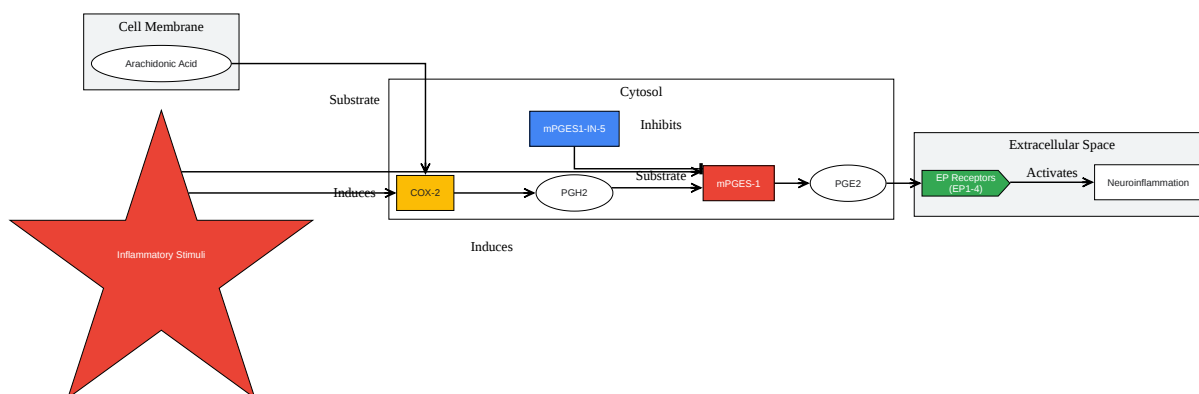 Cell Membrane
Arachidonic Acid
Substrate
Cytosol
mPGES1-IN-5
Inhibits
Extracellular Space
Induces
COX-2
PGH2
Substrate
mPGES-1
PGE2
EP Receptors
(EP1-4)
Activates
Neuroinflammation
Inflammatory Stimuli
Induces